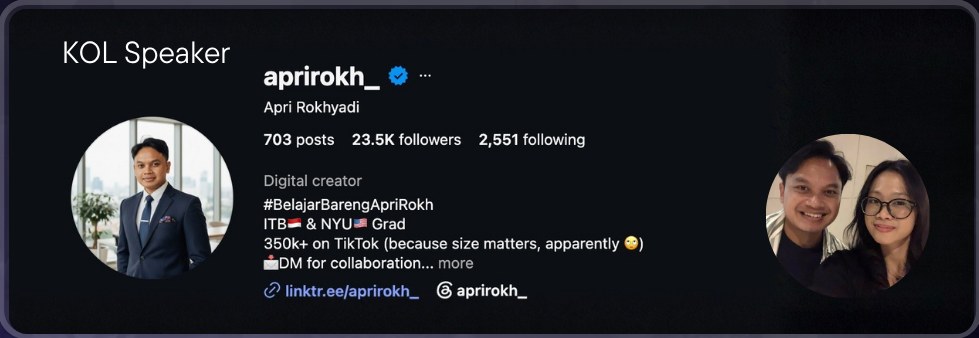 KOL Speaker
aprirokh_ ...
Apri Rokhyadi
703 posts 23.5K followers 2,551 following
Digital creator
#BelajarBarengApriRokh
ITB🇮🇩 & NYU🇺🇸 Grad
350k+ on TikTok (because size matters, apparently 🙄)
📩DM for collaboration... more
linktr.ee/aprirokh_ aprirokh_